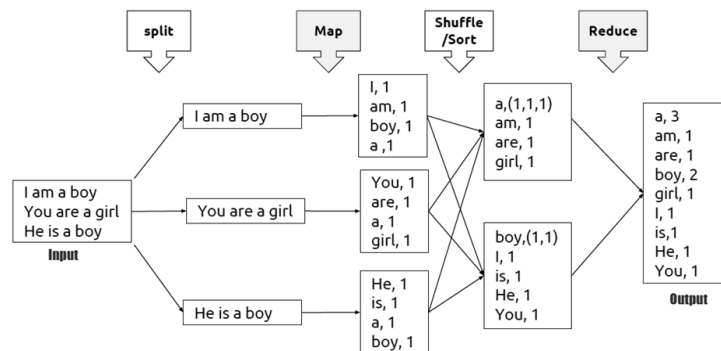 split
Map
Shuffle
/Sort
Reduce
I am a boy
You are a girl
He is a boy
Input
I am a boy
You are a girl
He is a boy
I, 1
am, 1
boy, 1
a ,1
You, 1
are, 1
a, 1
girl, 1
He, 1
is, 1
a, 1
boy, 1
a,(1,1,1)
am, 1
are, 1
girl, 1
boy,(1,1)
I, 1
is, 1
He, 1
You, 1
a, 3
am, 1
are, 1
boy, 2
girl, 1
I, 1
is,1
He, 1
You, 1
Output